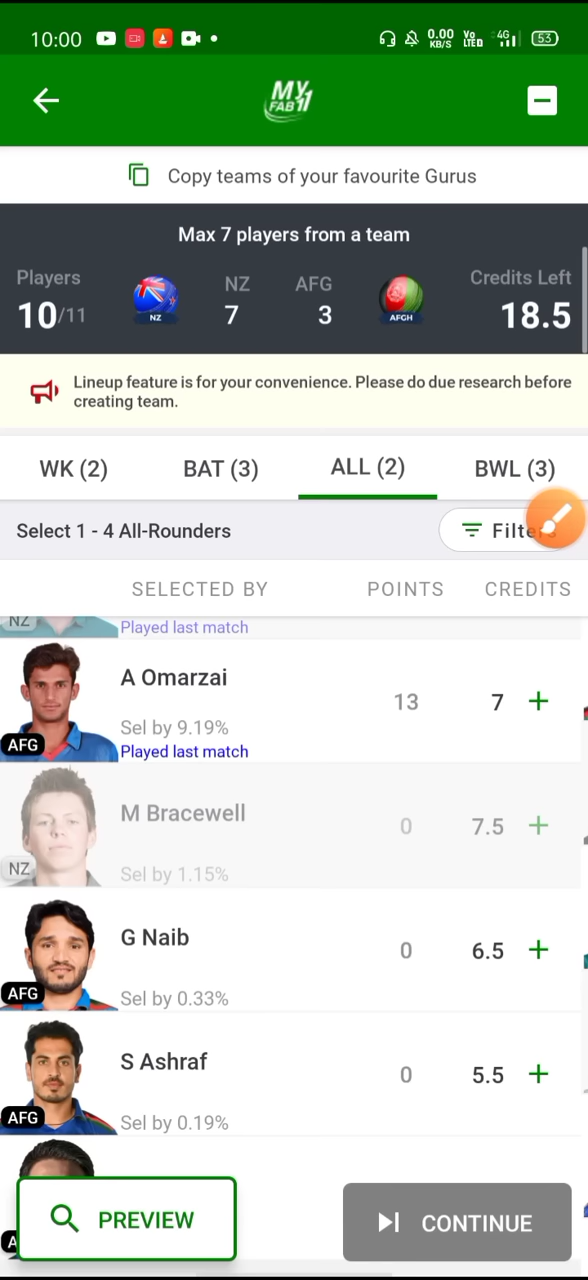 10:00
0.00 KB/S
Vo LTE D
4G
53
MY FAB 11
Copy teams of your favourite Gurus
Max 7 players from a team
Players NZ AFG Credits Left
10/11 NZ 7 3 AFGH 18.5
Lineup feature is for your convenience. Please do due research before
creating team.
WK (2) BAT (3) ALL (2) BWL (3)
Select 1 - 4 All-Rounders
SELECTED BY POINTS CREDITS
NZ
Played last match
A Omarzai
13 7 +
Sel by 9.19%
AFG
Played last match
M Bracewell
0 7.5 +
NZ
Sel by 1.15%
G Naib
0 6.5 +
AFG
Sel by 0.33%
S Ashraf
0 5.5 +
AFG
Sel by 0.19%
PREVIEW CONTINUE